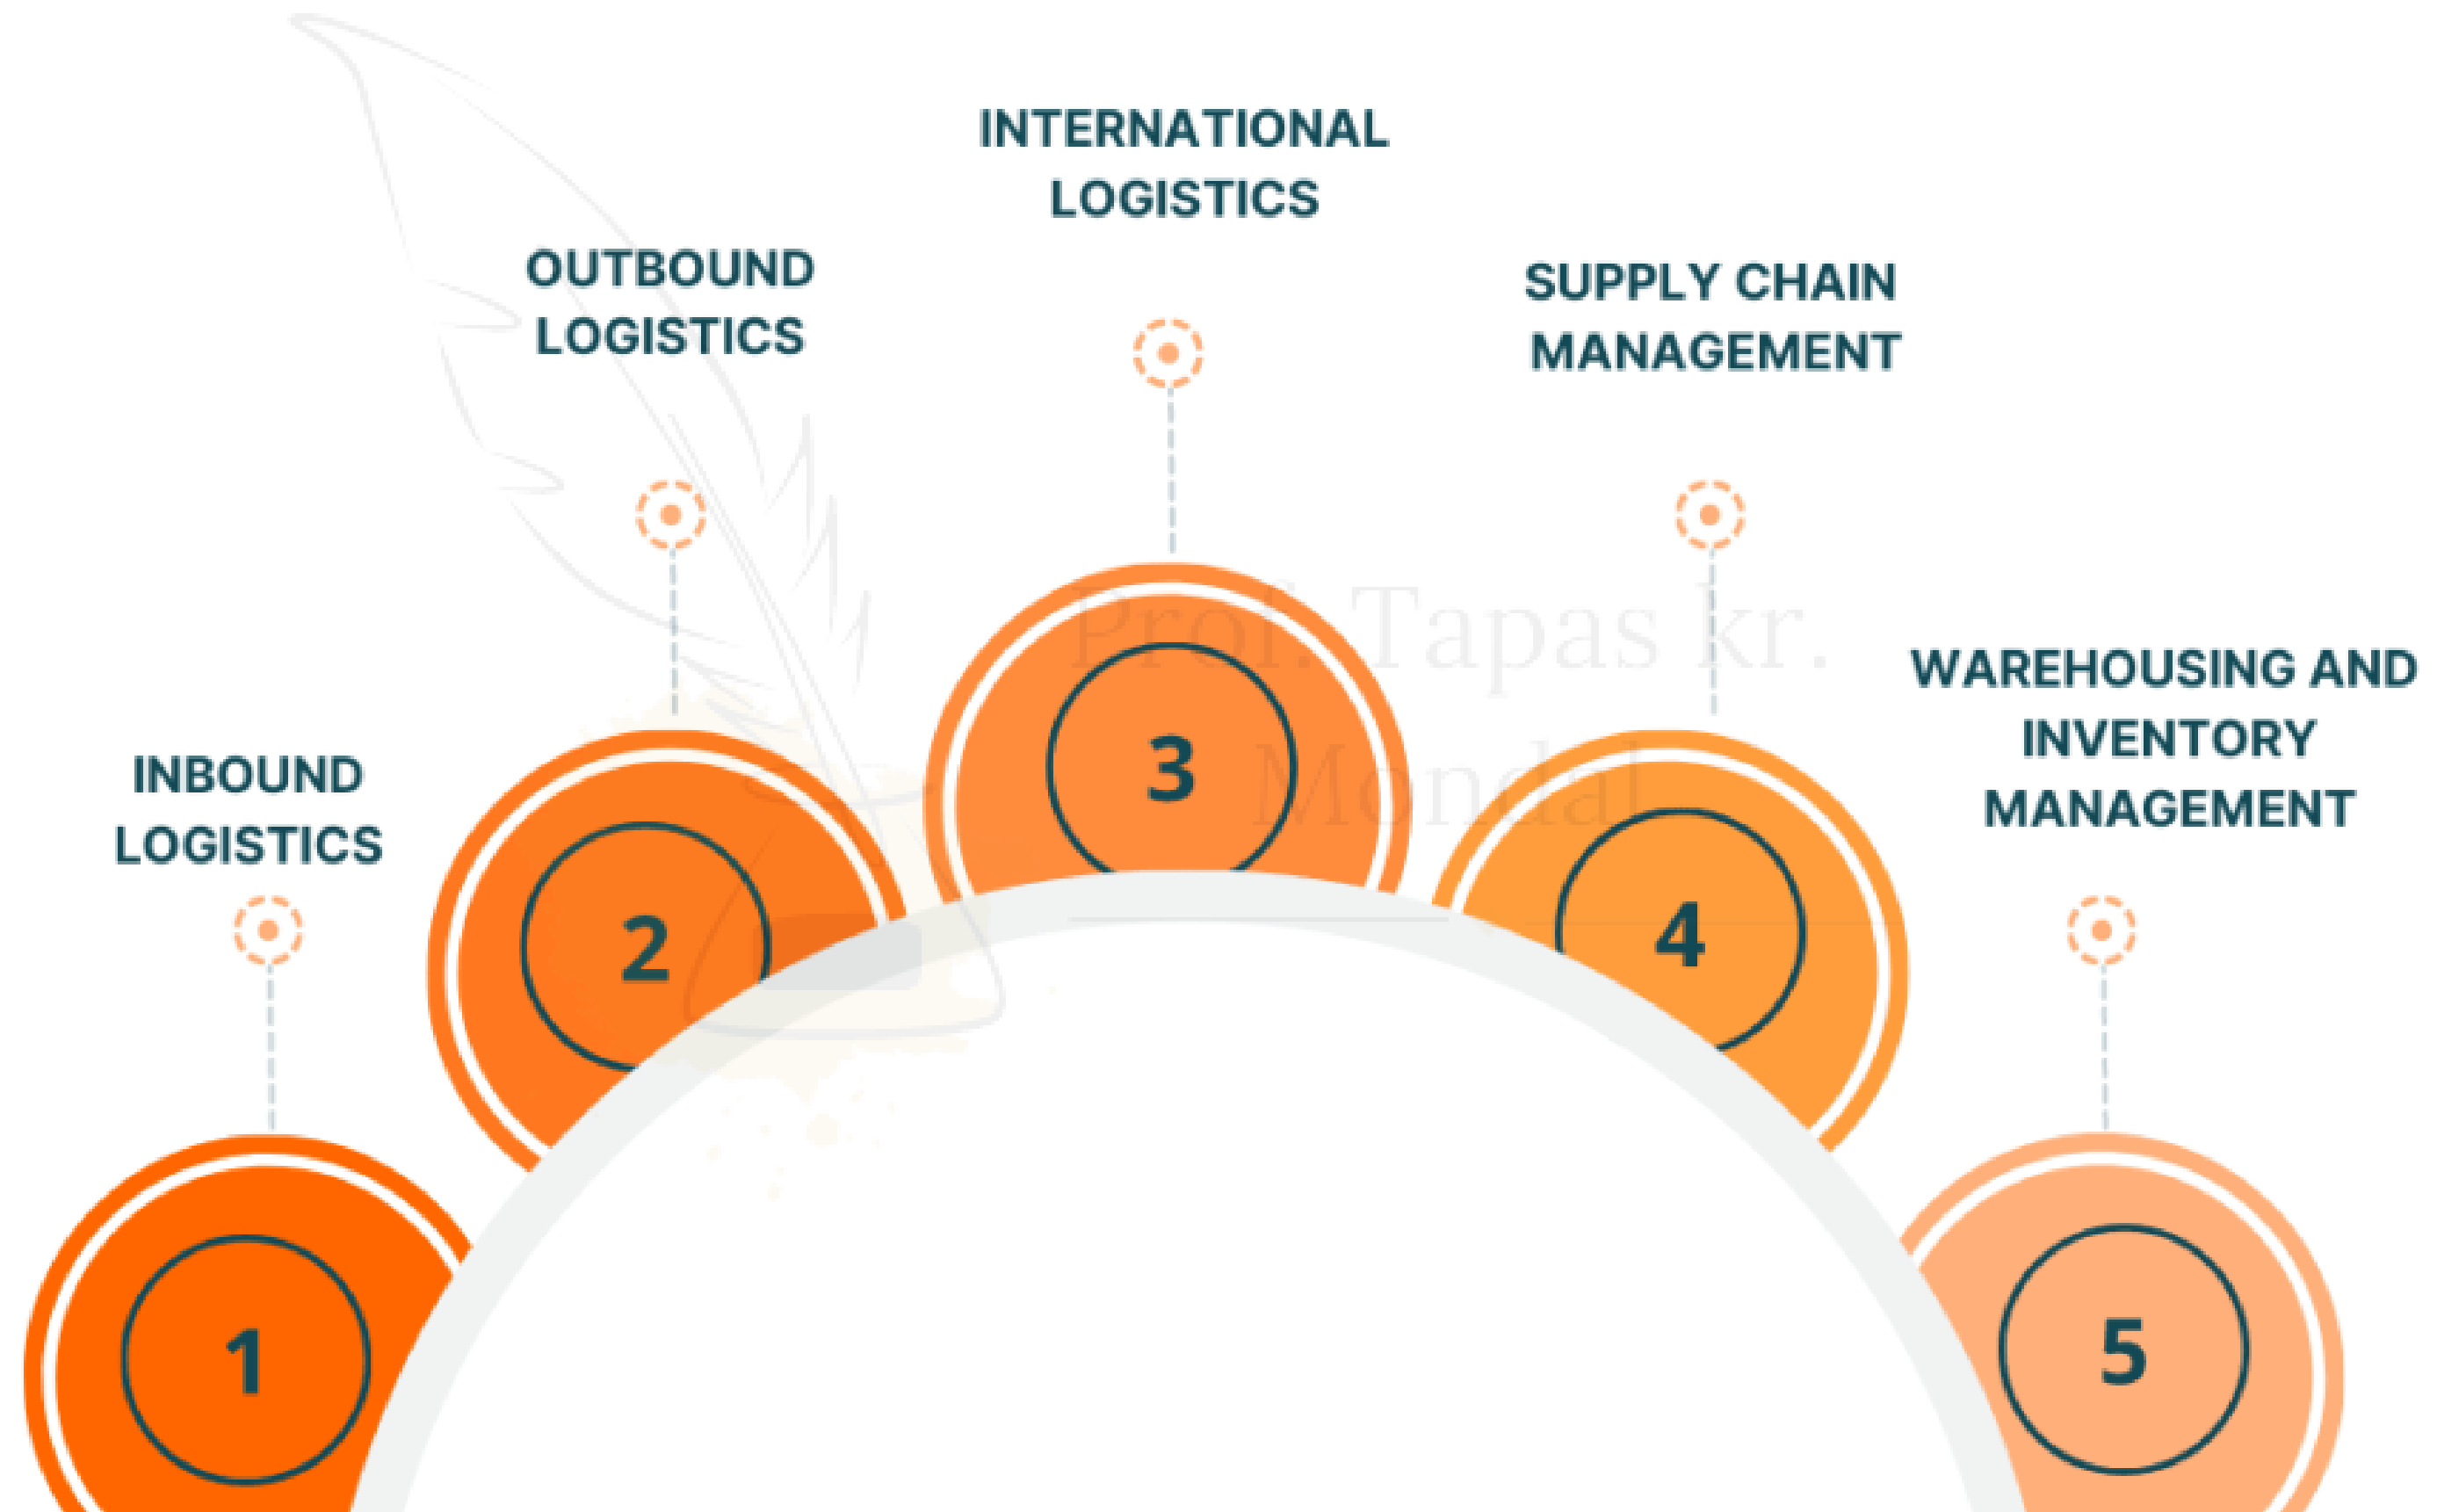 INBOUND
LOGISTICS
1
OUTBOUND
LOGISTICS
2
INTERNATIONAL
LOGISTICS
3
SUPPLY CHAIN
MANAGEMENT
4
WAREHOUSING AND
INVENTORY
MANAGEMENT
5
Prof. Tapas kr.
Mondal